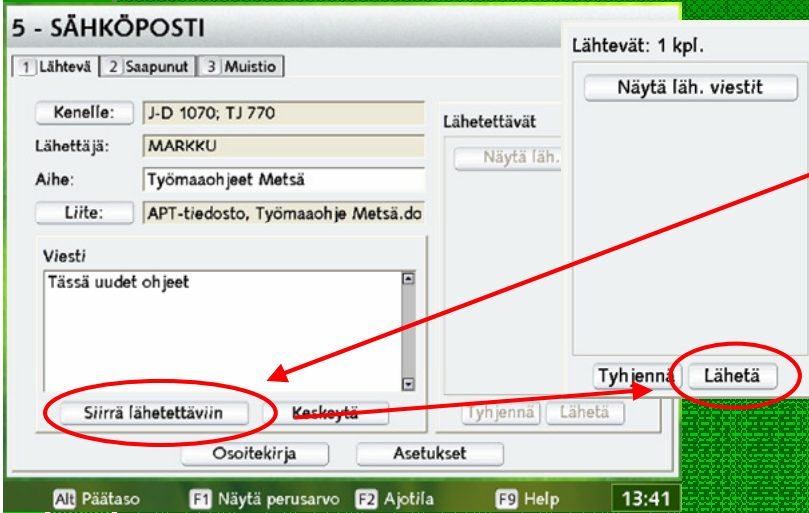 5 - SÄHKÖPOSTI
1 Lähtevä 2 Saapunut 3 Muistio
Kenelle: J-D 1070; TJ 770
Lähettäjä: MARKKU
Aihe: Työmaaohjeet Metsä
Liite: APT-tiedosto, Työmaaohje Metsä.do
Viesti
Tässä uudet ohjeet
Siirrä lähetettäviin Keskeytä
Lähetettävät
Näytä läh.
Tyhjennä Lähetä
Osoitekirja Asetukset
Lähtevät: 1 kpl.
Näytä läh. viestit
Tyhjennä Lähetä
Alt Päätaso F1 Näytä perusarvo F2 Ajotila F9 Help 13:41